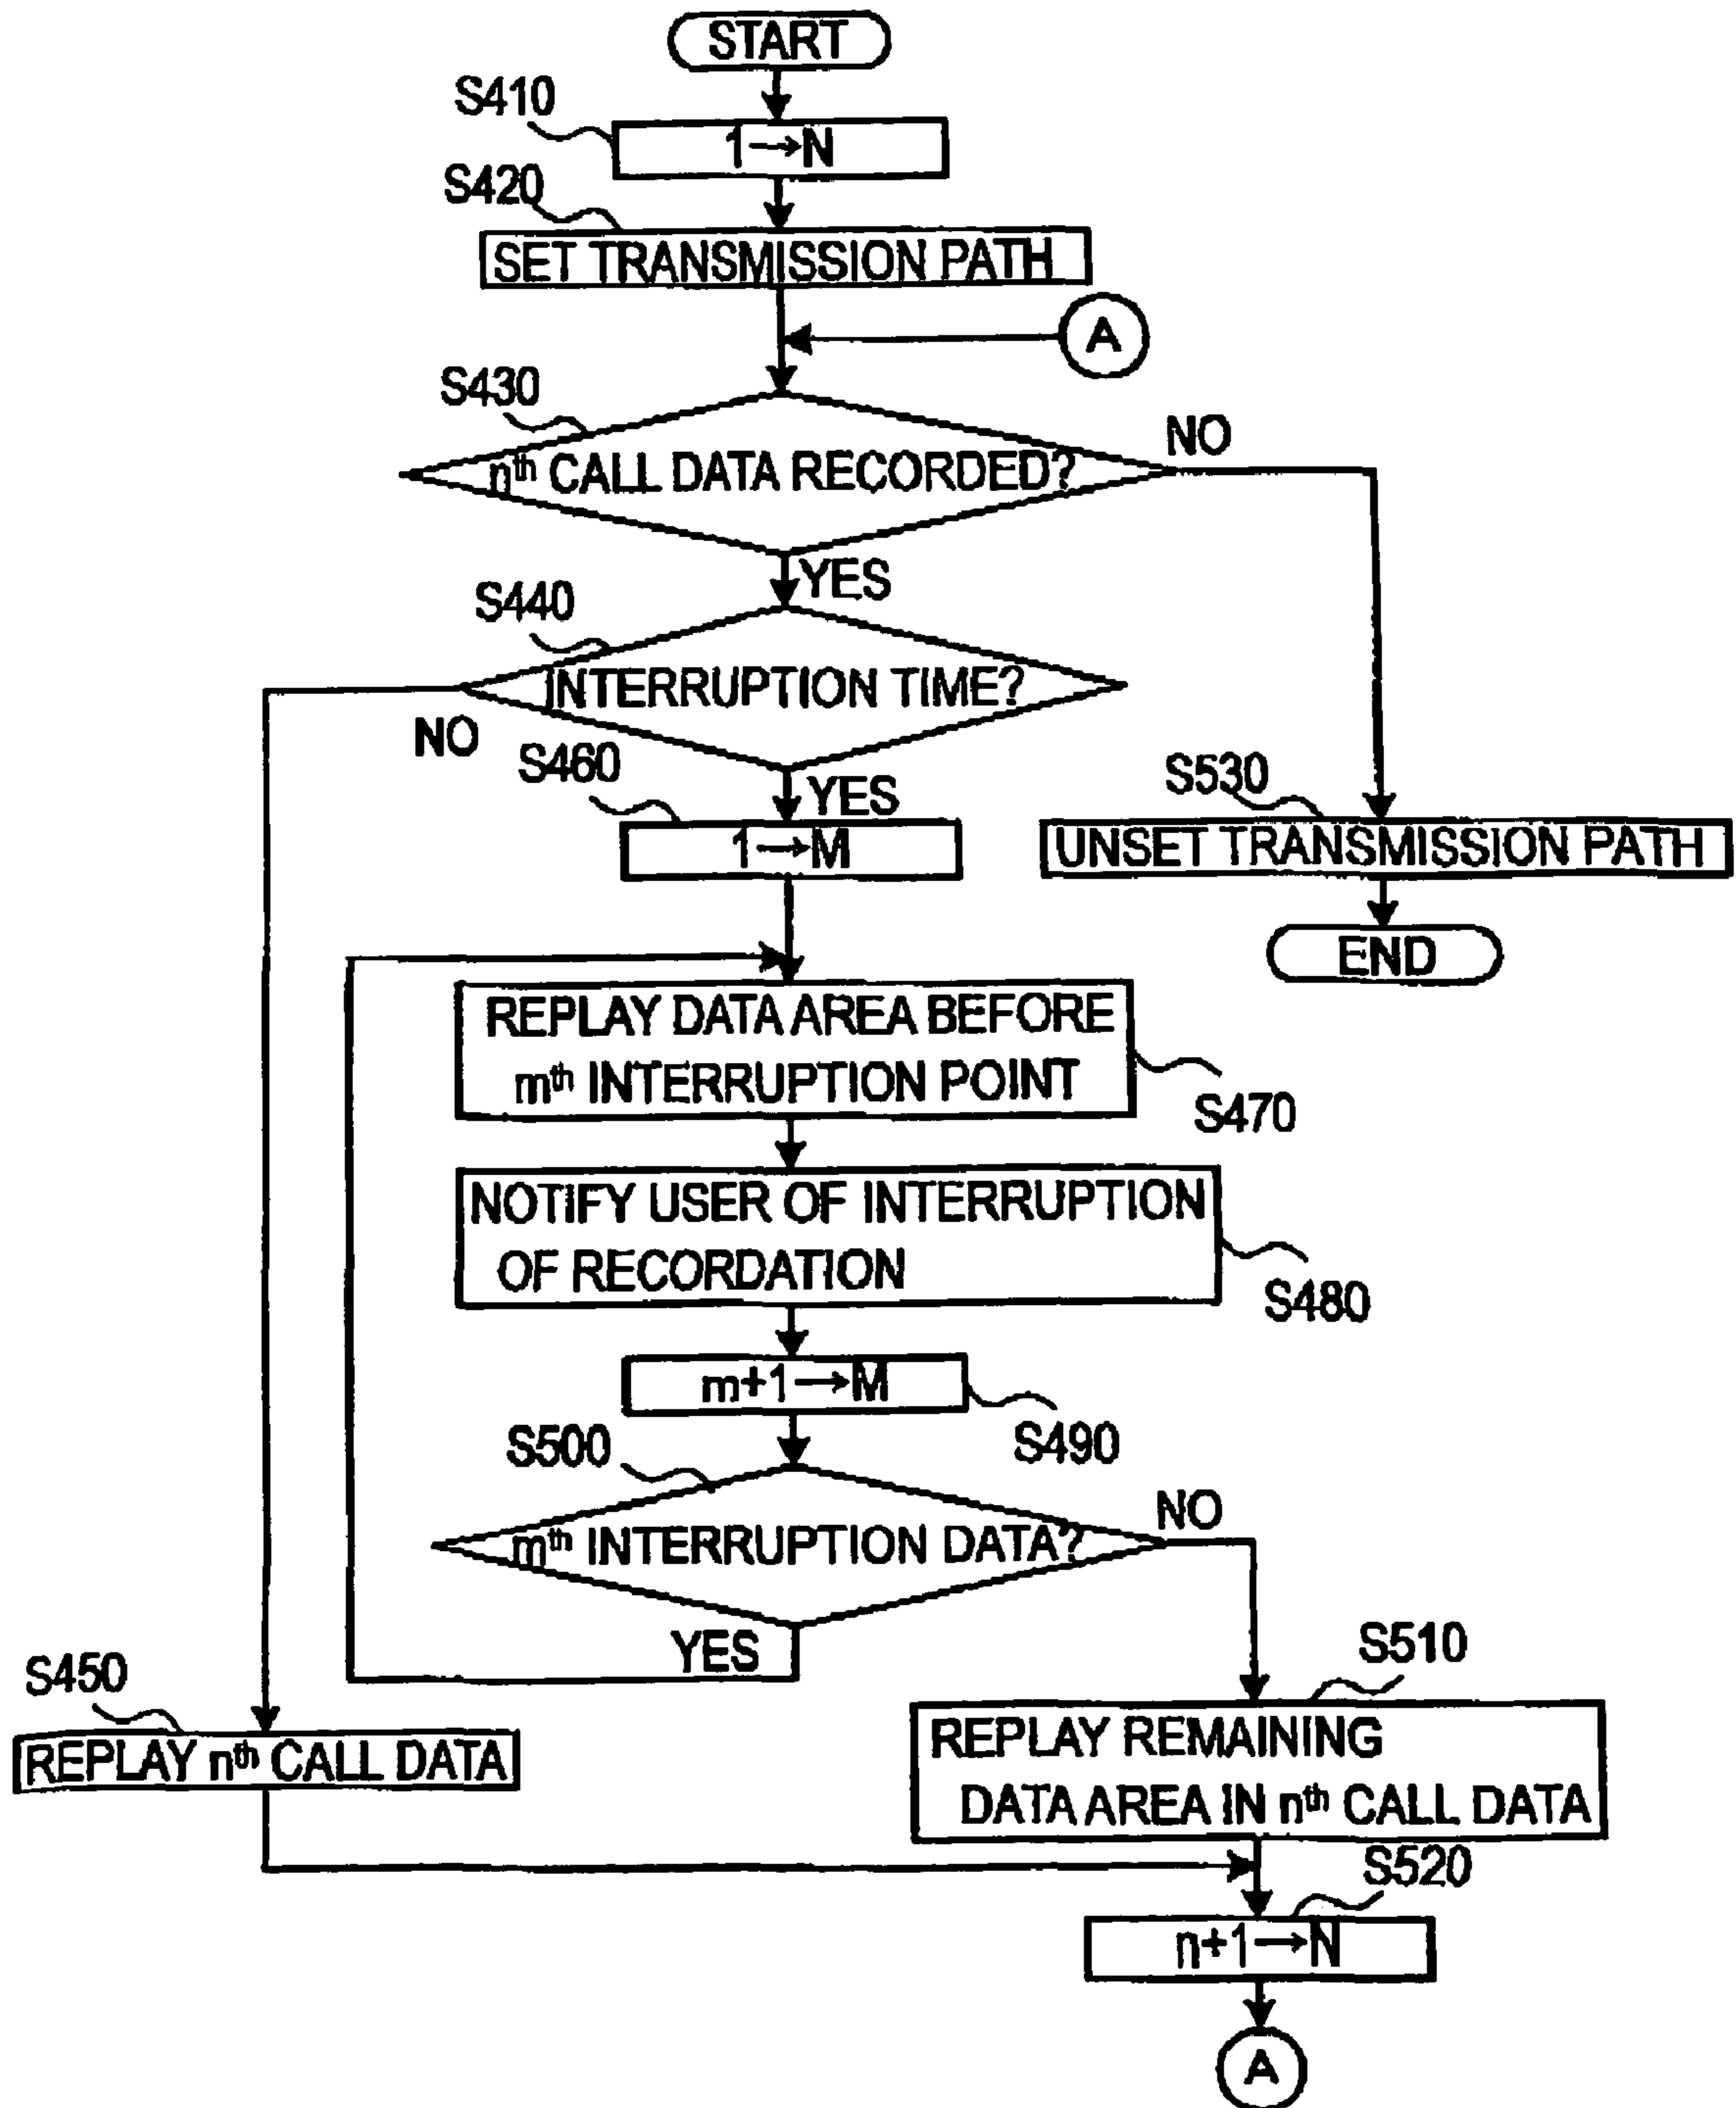 START
S410
1→N
S420
SET TRANSMISSION PATH
A
S430
nth CALL DATA RECORDED?
NO
YES
S440
INTERRUPTION TIME?
NO
S460
YES
1→M
S530
UNSET TRANSMISSION PATH
END
REPLAY DATA AREA BEFORE
mth INTERRUPTION POINT
S470
NOTIFY USER OF INTERRUPTION
OF RECORDATION
S480
m+1→M
S490
S500
mth INTERRUPTION DATA?
NO
YES
S450
REPLAY nth CALL DATA
S510
REPLAY REMAINING
DATA AREA IN nth CALL DATA
S520
n+1→N
A